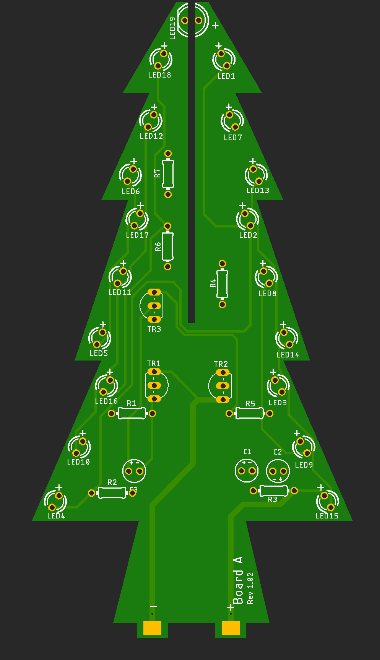 LED19
+
+
LED18
+
LED1
+
LED12
+
LED7
R7
+
LED6
+
LED13
+
LED17
+
LED2
R6
+
LED11
R4
+
LED8
TR3
+
LED5
+
LED14
TR1
TR2
+
LED16
+
LED3
R1
R5
+
LED10
+
LED9
C1
C2
R2
R3
+
LED4
+
LED15
Board A
Rev 1.02
−
+